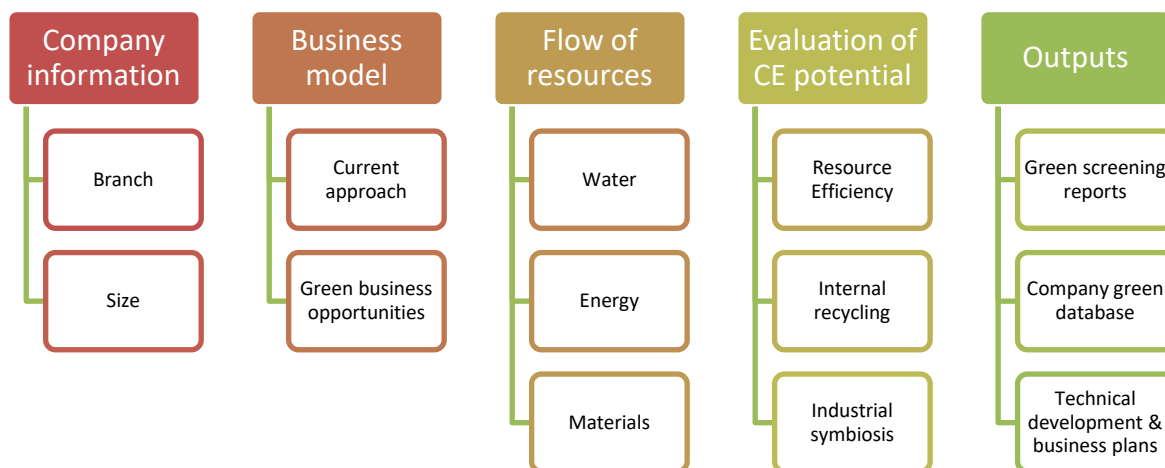 Company
information
Branch
Size
Business
model
Current
approach
Green business
opportunities
Flow of
resources
Water
Energy
Materials
Evaluation of
CE potential
Resource
Efficiency
Internal
recycling
Industrial
symbiosis
Outputs
Green screening
reports
Company green
database
Technical
development &
business plans